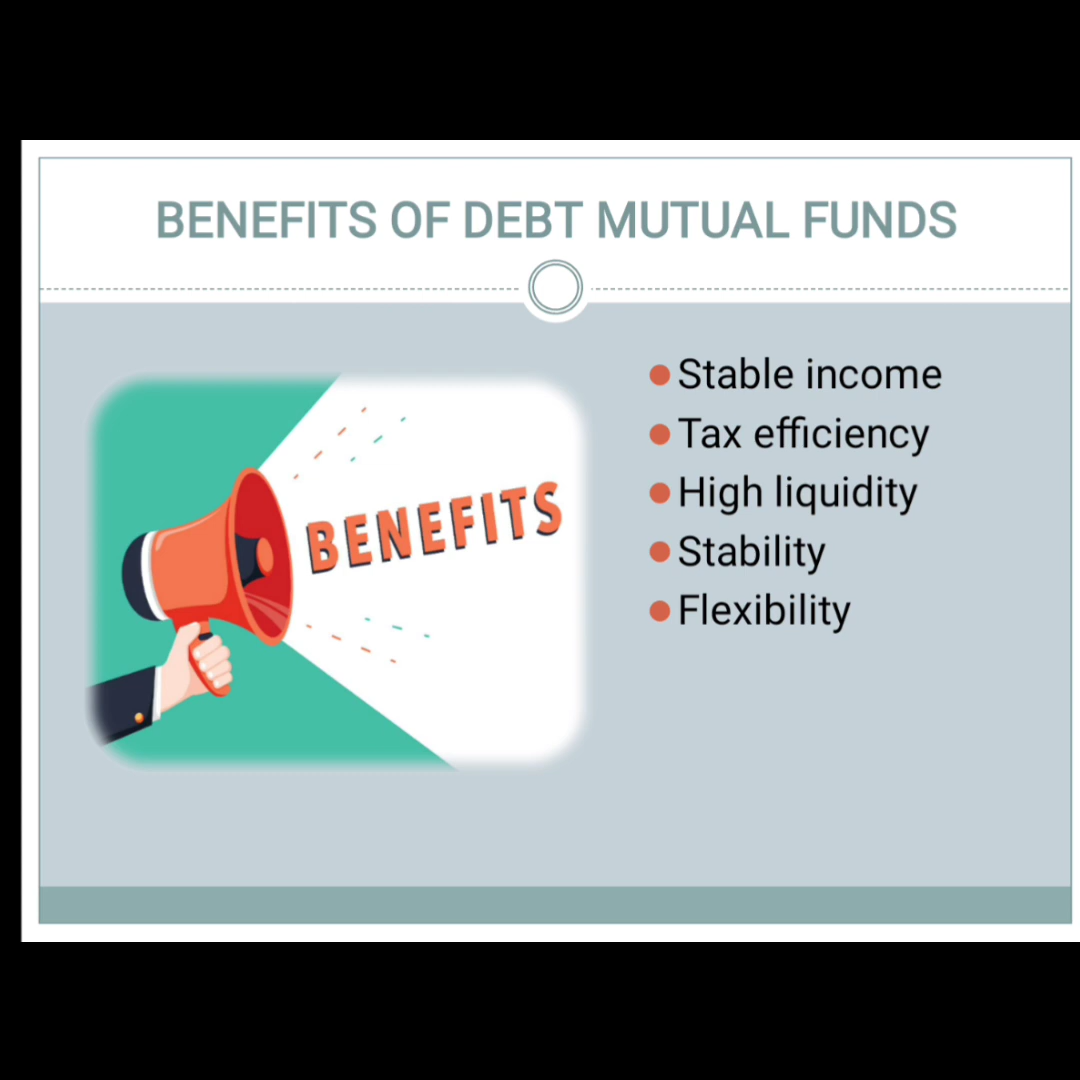 BENEFITS OF DEBT MUTUAL FUNDS
BENEFITS
Stable income
Tax efficiency
High liquidity
Stability
Flexibility